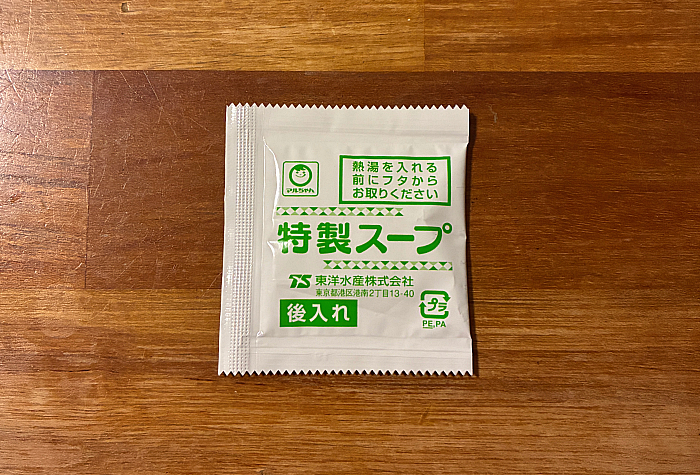 マルちゃん
熱湯を入れる
前にフタから
お取りください
特製スープ
TS 東洋水産株式会社
東京都港区港南2丁目13-40
後入れ
プラ
PE,PA